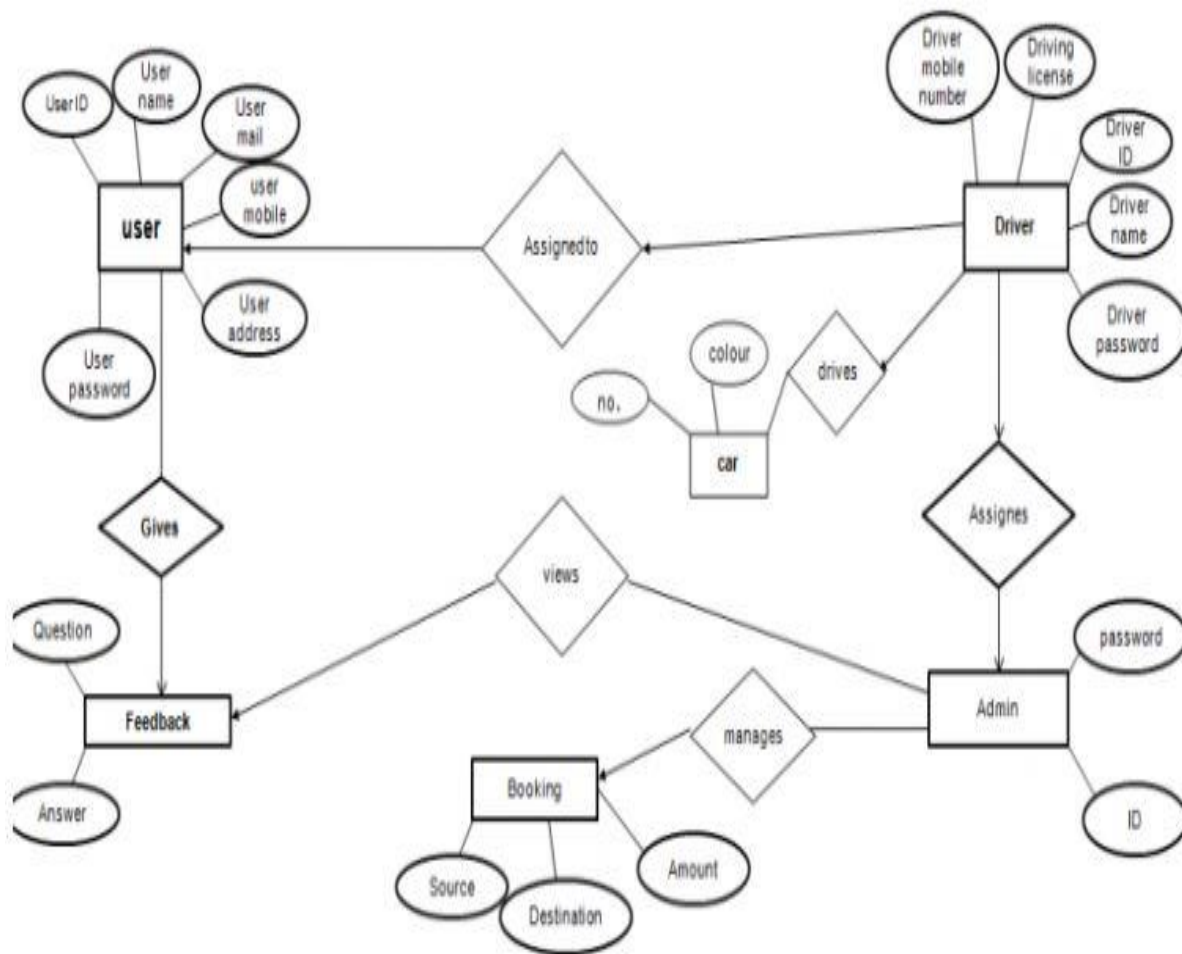 User ID
User
name
User
mail
user
mobile
user
User
address
User
password
Assignedto
Driver
mobile
number
Driving
license
Driver
ID
Driver
name
Driver
Driver
password
colour
no.
drives
car
Gives
Assignes
views
Question
Feedback
Answer
password
Admin
ID
manages
Booking
Source
Destination
Amount